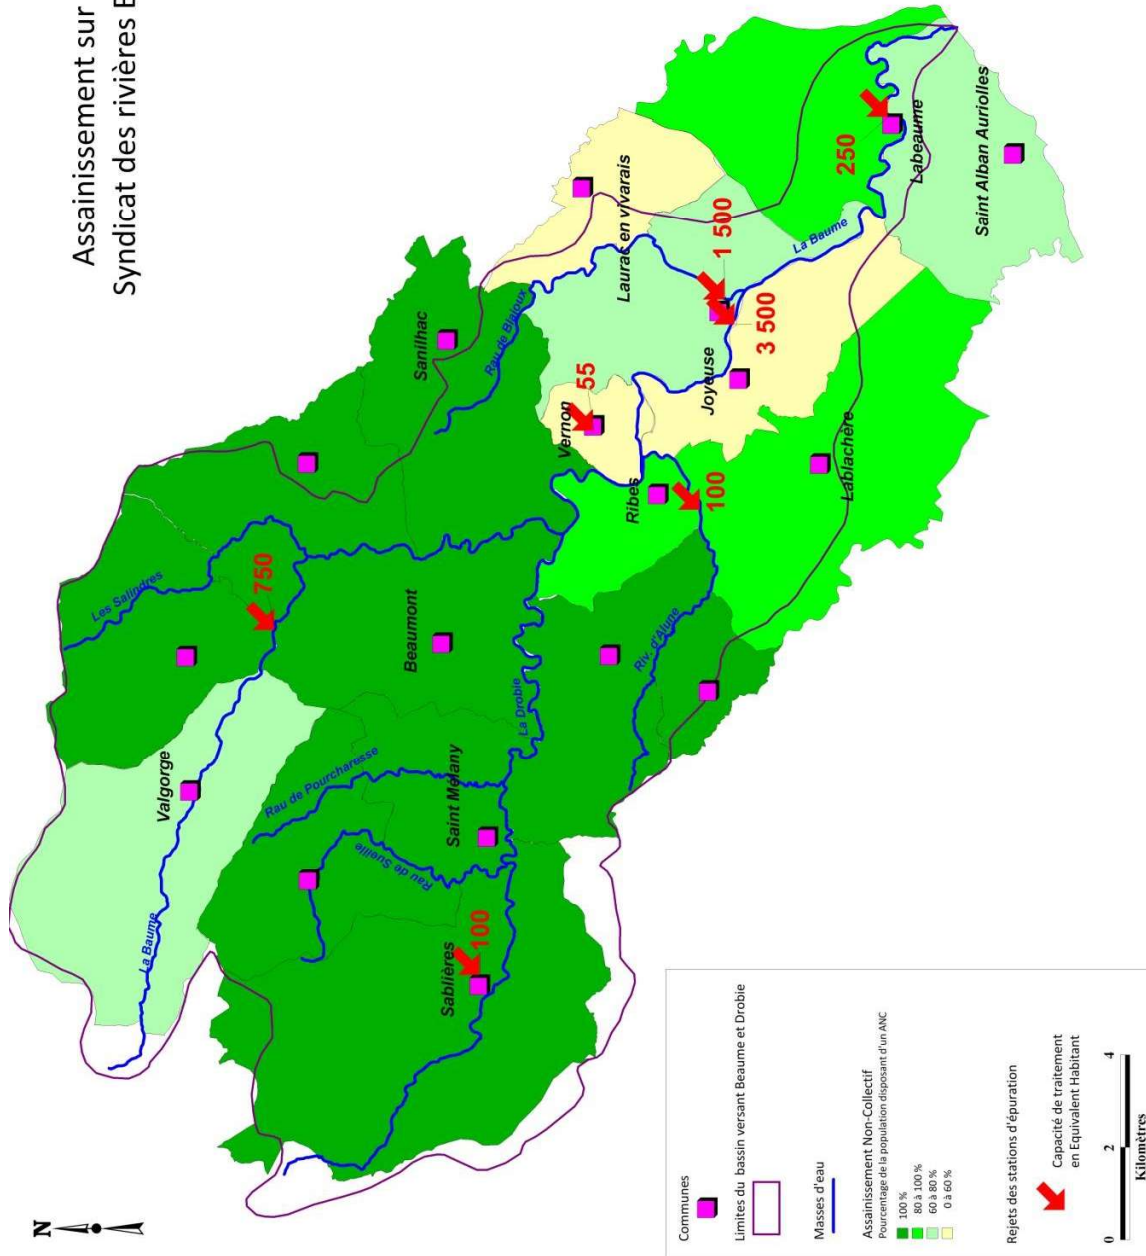 Assainissement sur
Syndicat des rivières
N
Sanilhac
Laurac en vivarais
Rau de Blajoux
Les Salindres
750
Valgorge
La Baume
Beaumont
Vernon
55
1 500
3 500
Joyeuse
La Baume
250
Labeaume
Saint Alban Auriolles
Ribes
100
Lablachère
Riv. d'Alune
La Drobie
Rau de Pourcharesse
Saint Mélany
Rau de Sueille
Sablières
100
Communes
Limites du bassin versant Beaume et Drobie
Masses d'eau
Assainissement Non-Collectif
Pourcentage de la population disposant d'un ANC
100 %
80 à 100 %
60 à 80 %
0 à 60 %
Rejets des stations d'épuration
Capacité de traitement
en Equivalent Habitant
0 2 4
Kilomètres